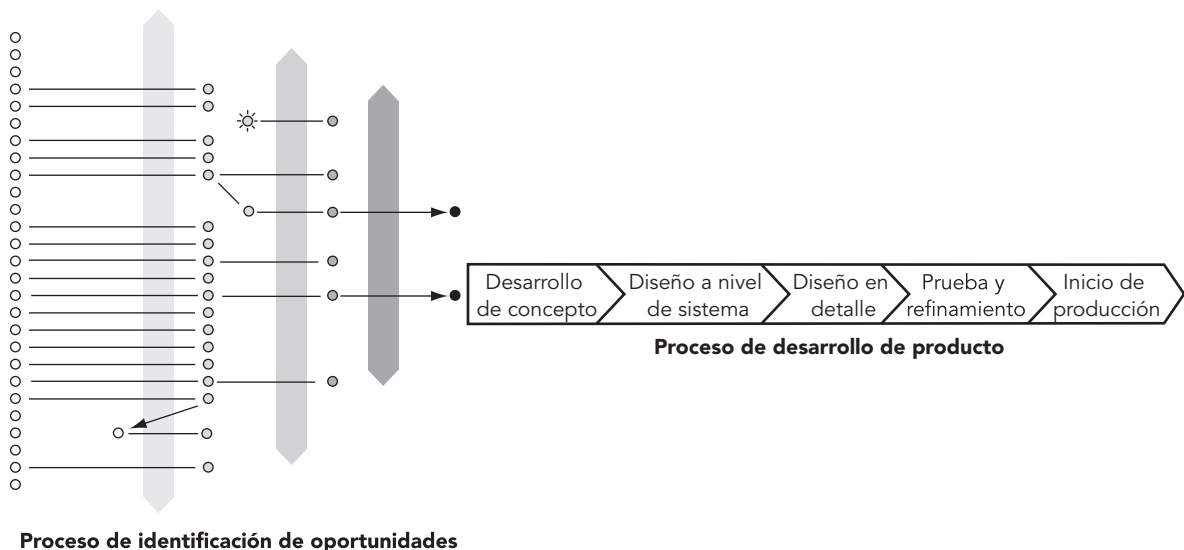 Desarrollo
de concepto
Diseño a nivel
de sistema
Diseño en
detalle
Prueba y
refinamiento
Inicio de
producción
Proceso de desarrollo de producto
Proceso de identificación de oportunidades